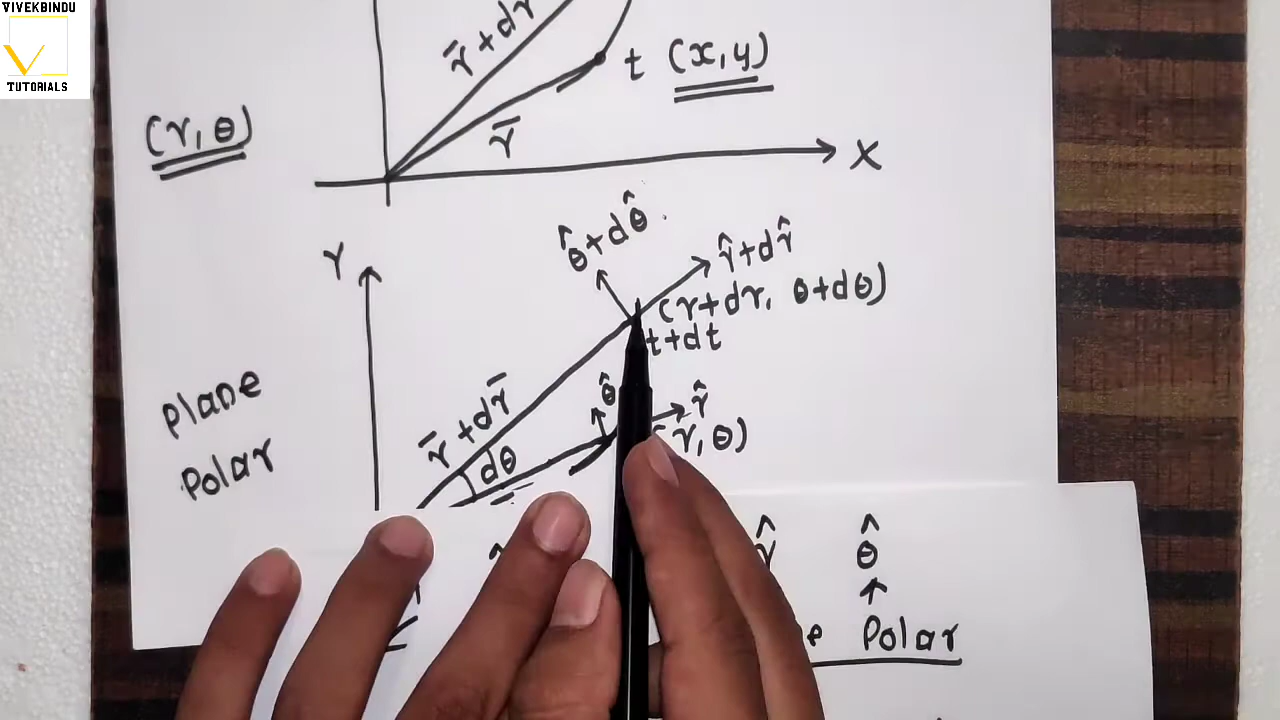 VIVEKBINDU
TUTORIALS
r̄+dr
t (x,y)
(r,θ)
r̄
X
Y
θ̂+dθ̂
r̂+dr̂
(r+dr, θ+dθ)
t+dt
Plane
Polar
r̄+dr̄
dθ
θ̂
r̂
(r,θ)
r̂ θ̂
Polar